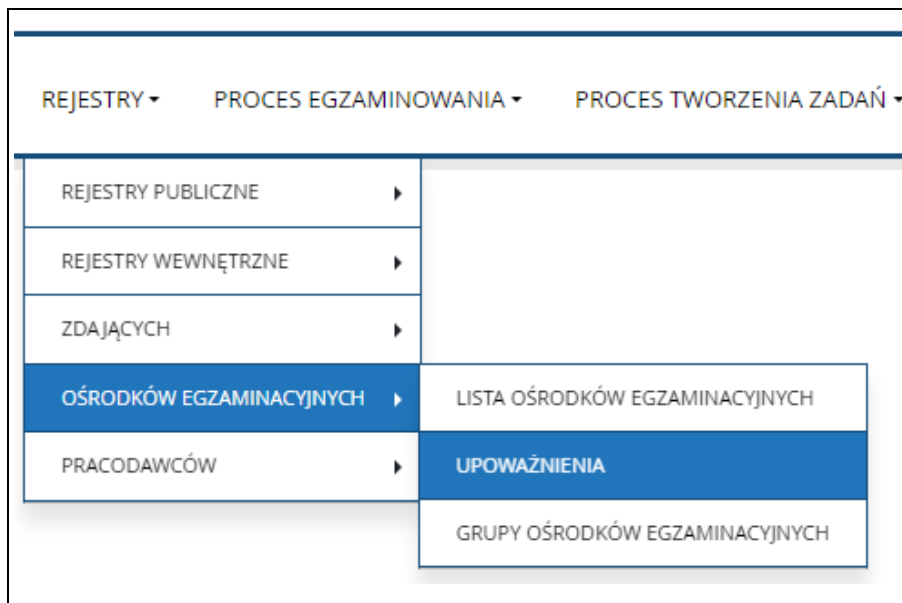 REJESTRY PROCES EGZAMINOWANIA PROCES TWORZENIA ZADAŃ
REJESTRY PUBLICZNE
REJESTRY WEWNĘTRZNE
ZDAJĄCYCH
OŚRODKÓW EGZAMINACYJNYCH
PRACODAWCÓW
LISTA OŚRODKÓW EGZAMINACYJNYCH
UPOWAŻNIENIA
GRUPY OŚRODKÓW EGZAMINACYJNYCH